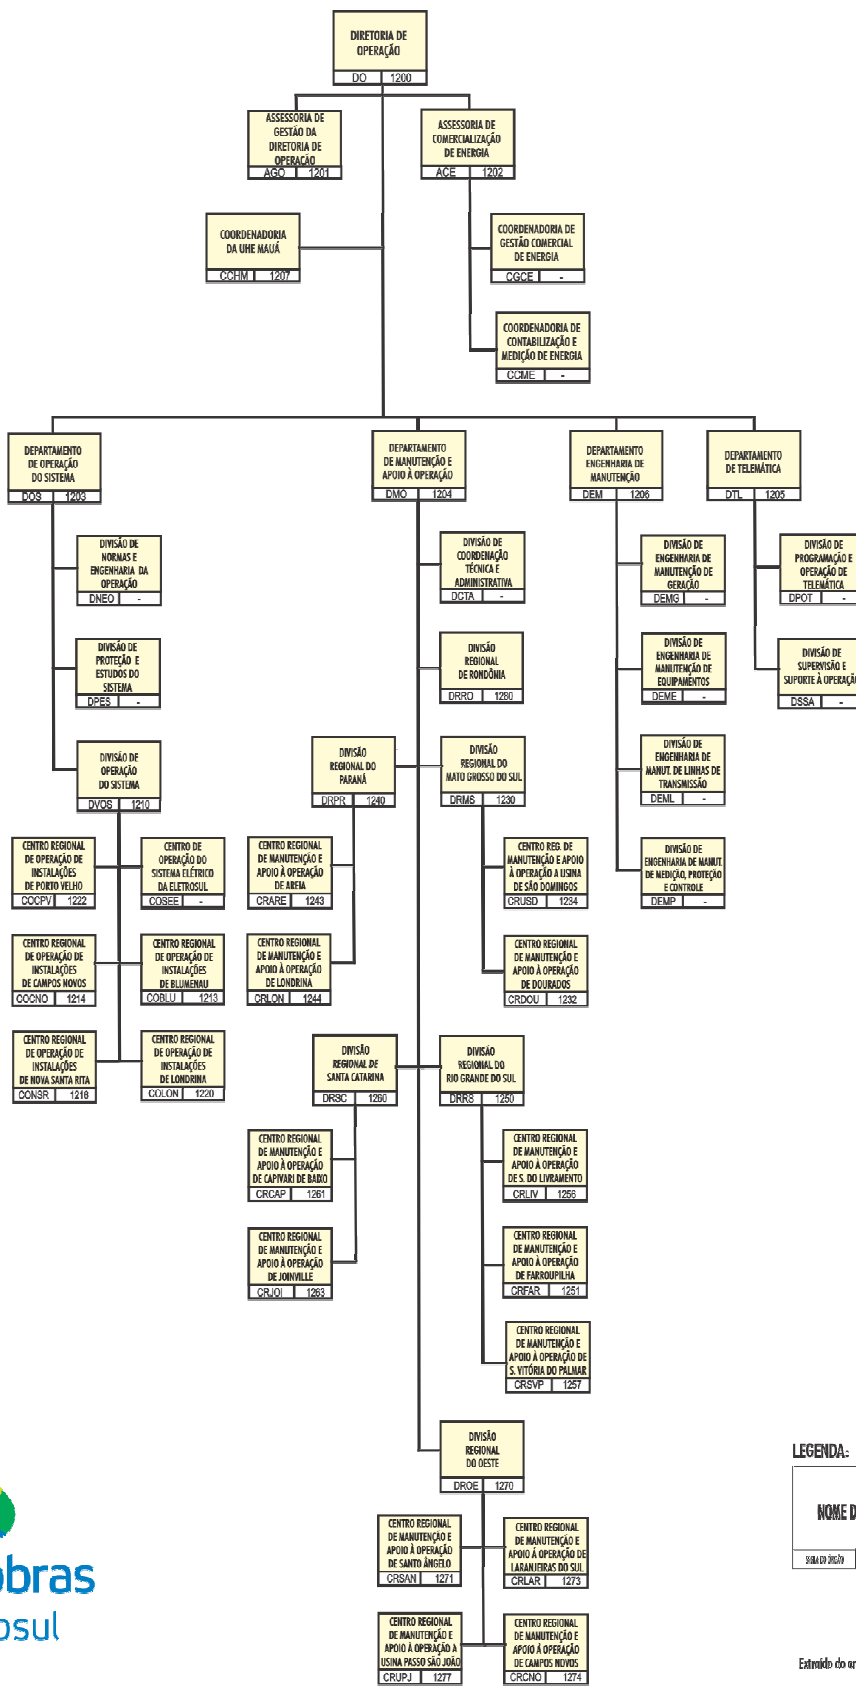 DIRETORIA DE
OPERAÇÃO
DO 1200
ASSESSORIA DE
GESTÃO DA
DIRETORIA DE
OPERAÇÃO
AGO 1201
ASSESSORIA DE
COMERCIALIZAÇÃO
DE ENERGIA
ACE 1202
COORDENADORIA
DA UHE MAUÁ
CCHM 1207
COORDENADORIA DE
GESTÃO COMERCIAL
DE ENERGIA
CGCE -
COORDENADORIA DE
CONTABILIZAÇÃO E
MEDIÇÃO DE ENERGIA
CCME -
DEPARTAMENTO
DE OPERAÇÃO
DO SISTEMA
DOS 1203
DEPARTAMENTO
DE MANUTENÇÃO E
APOIO À OPERAÇÃO
DMO 1204
DEPARTAMENTO
ENGENHARIA DE
MANUTENÇÃO
DEM 1206
DEPARTAMENTO
DE TELEMÁTICA
DTL 1205
DIVISÃO DE
NORMAS E
ENGENHARIA DA
OPERAÇÃO
DNEO -
DIVISÃO DE
COORDENAÇÃO
TÉCNICA E
ADMINISTRATIVA
DCTA -
DIVISÃO DE
ENGENHARIA DE
MANUTENÇÃO DE
GERAÇÃO
DEMG -
DIVISÃO DE
PROGRAMAÇÃO E
OPERAÇÃO DE
TELEMÁTICA
DPOT -
DIVISÃO DE
PROTEÇÃO E
ESTUDOS DO
SISTEMA
DPES -
DIVISÃO
REGIONAL
DE RONDÔNIA
DRRO 1280
DIVISÃO DE
ENGENHARIA DE
MANUTENÇÃO DE
EQUIPAMENTOS
DEME -
DIVISÃO DE
SUPERVISÃO E
SUPORTE À OPERAÇÃO
DSSA -
DIVISÃO DE
OPERAÇÃO
DO SISTEMA
DVOS 1210
DIVISÃO
REGIONAL DO
PARANÁ
DRPR 1240
DIVISÃO
REGIONAL DO
MATO GROSSO DO SUL
DRMS 1230
DIVISÃO DE
ENGENHARIA DE
MANUT. DE LINHAS DE
TRANSMISSÃO
DEML -
CENTRO REGIONAL
DE OPERAÇÃO DE
INSTALAÇÕES
DE PORTO VELHO
COCPV 1222
CENTRO DE
OPERAÇÃO DO
SISTEMA ELÉTRICO
DA ELETROSUL
COSEE -
CENTRO REGIONAL
DE MANUTENÇÃO E
APOIO À OPERAÇÃO
DE AREIA
CRARE 1243
CENTRO REG. DE
MANUTENÇÃO E APOIO
À OPERAÇÃO A USINA
DE SÃO DOMINGOS
CRUSD 1234
DIVISÃO DE
ENGENHARIA DE MANUT.
DE MEDIÇÃO, PROTEÇÃO
E CONTROLE
DEMP -
CENTRO REGIONAL
DE OPERAÇÃO DE
INSTALAÇÕES
DE CAMPOS NOVOS
COCNO 1214
CENTRO REGIONAL
DE OPERAÇÃO DE
INSTALAÇÕES
DE BLUMENAU
COBLU 1213
CENTRO REGIONAL
DE MANUTENÇÃO E
APOIO À OPERAÇÃO
DE LONDRINA
CRLON 1244
CENTRO REGIONAL
DE MANUTENÇÃO E
APOIO À OPERAÇÃO
DE DOURADOS
CRDOU 1232
CENTRO REGIONAL
DE OPERAÇÃO DE
INSTALAÇÕES
DE NOVA SANTA RITA
CONSR 1218
CENTRO REGIONAL
DE OPERAÇÃO DE
INSTALAÇÕES
DE LONDRINA
COLON 1220
DIVISÃO
REGIONAL DE
SANTA CATARINA
DRSC 1260
DIVISÃO
REGIONAL DO
RIO GRANDE DO SUL
DRRS 1250
CENTRO REGIONAL
DE MANUTENÇÃO E
APOIO À OPERAÇÃO
DE CAPIVARI DE BAIXO
CRCAP 1261
CENTRO REGIONAL
DE MANUTENÇÃO E
APOIO À OPERAÇÃO
DE S. DO LIVRAMENTO
CRLIV 1256
CENTRO REGIONAL
DE MANUTENÇÃO E
APOIO À OPERAÇÃO
DE JOINVILLE
CRJOI 1263
CENTRO REGIONAL
DE MANUTENÇÃO E
APOIO À OPERAÇÃO
DE FARROUPILHA
CRFAR 1251
CENTRO REGIONAL
DE MANUTENÇÃO E
APOIO À OPERAÇÃO DE
S. VITÓRIA DO PALMAR
CRSVP 1257
DIVISÃO
REGIONAL
DO OESTE
DROE 1270
CENTRO REGIONAL
DE MANUTENÇÃO E
APOIO À OPERAÇÃO
DE SANTO ÂNGELO
CRSAN 1271
CENTRO REGIONAL
DE MANUTENÇÃO E
APOIO À OPERAÇÃO DE
LARANJEIRAS DO SUL
CRLAR 1273
CENTRO REGIONAL
DE MANUTENÇÃO E
APOIO À OPERAÇÃO A
USINA PASSO SÃO JOÃO
CRUPJ 1277
CENTRO REGIONAL
DE MANUTENÇÃO E
APOIO À OPERAÇÃO
DE CAMPOS NOVOS
CRCNO 1274
LEGENDA:
NOME D
SIGLA DO ÓRGÃO
obras
osul
Extraído do or